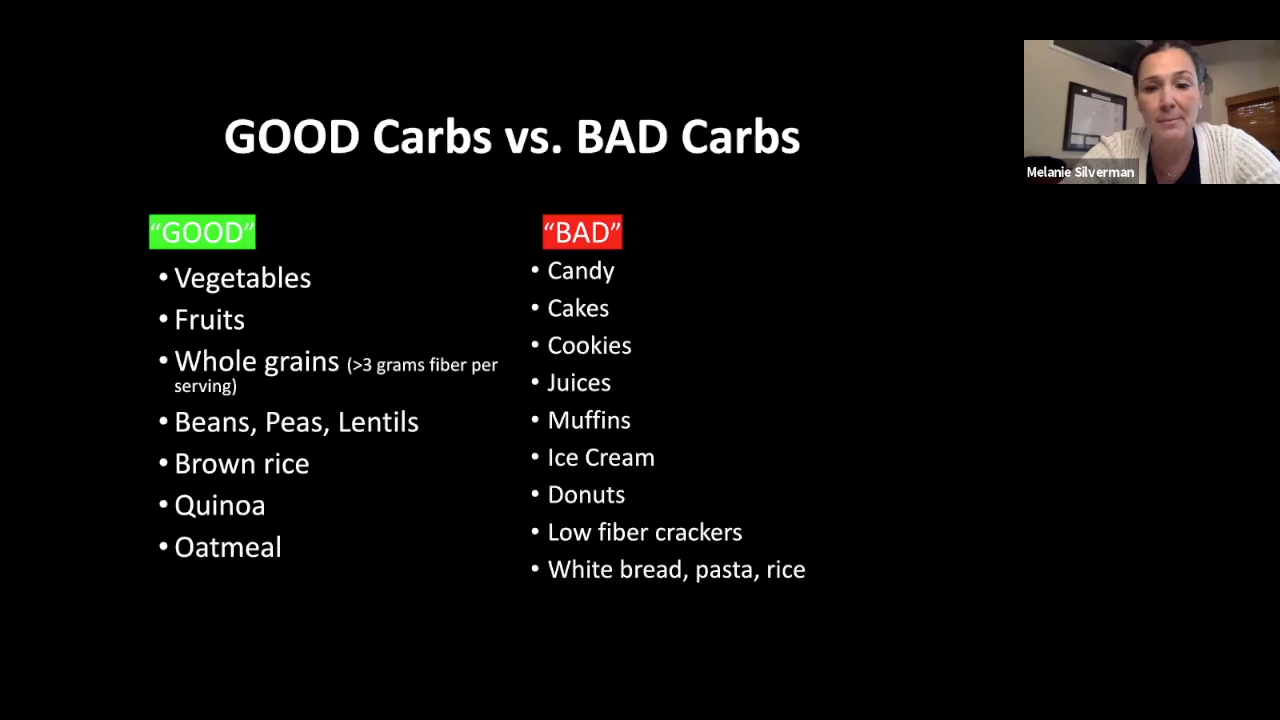 GOOD Carbs vs. BAD Carbs
Melanie Silverman
“GOOD”
• Vegetables
• Fruits
• Whole grains (>3 grams fiber per
serving)
• Beans, Peas, Lentils
• Brown rice
• Quinoa
• Oatmeal
“BAD”
• Candy
• Cakes
• Cookies
• Juices
• Muffins
• Ice Cream
• Donuts
• Low fiber crackers
• White bread, pasta, rice